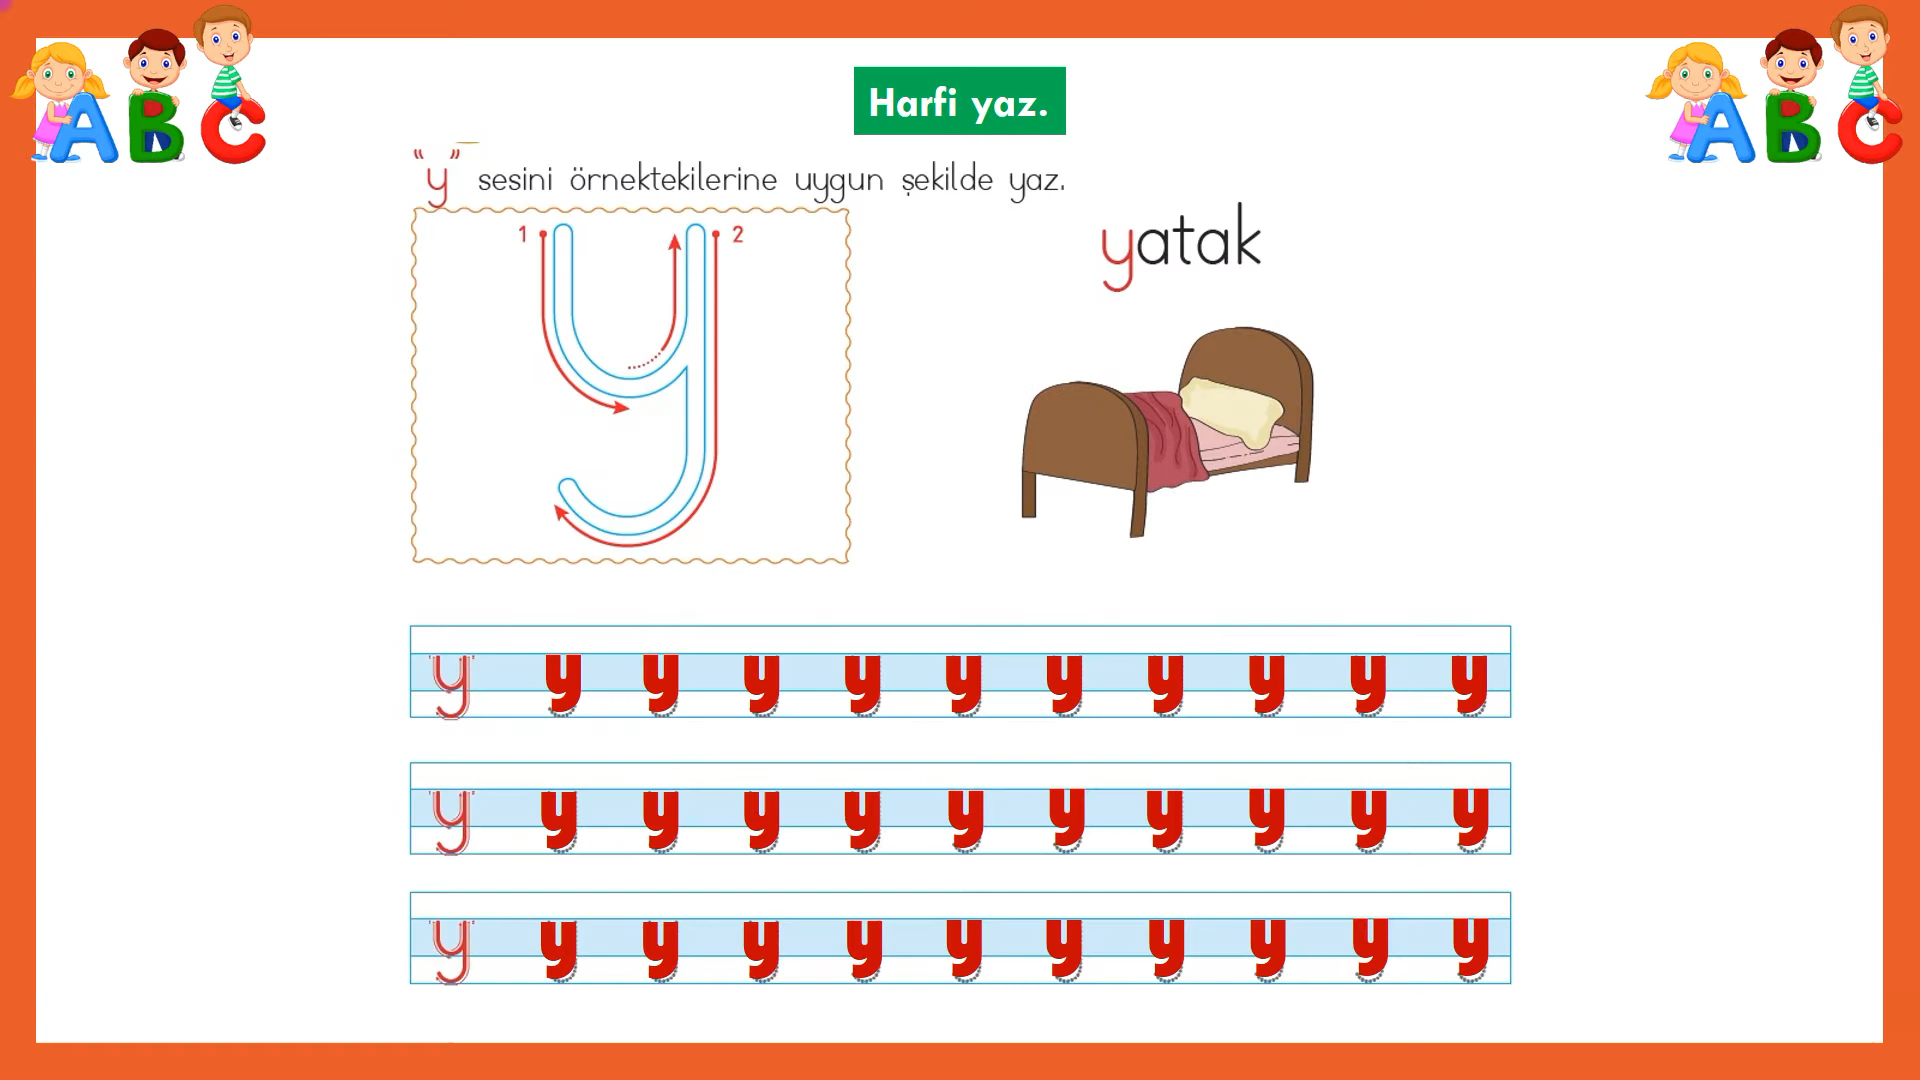 A B C
A B C
Harfi yaz.
"y" sesini örnektekilerine uygun şekilde yaz.
1 2
yatak
y y y y y y y y y y y
y y y y y y y y y y y
y y y y y y y y y y y